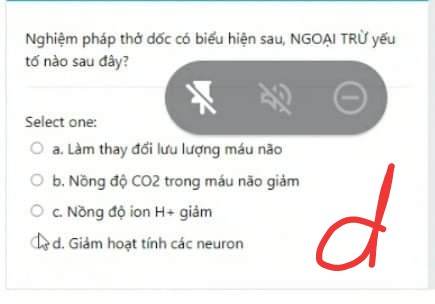 Nghiệm pháp thở dốc có biểu hiện sau, NGOẠI TRỪ yếu
tố nào sau đây?
Select one:
a. Làm thay đổi lưu lượng máu não
b. Nồng độ CO2 trong máu não giảm
c. Nồng độ ion H+ giảm
d. Giảm hoạt tính các neuron
d